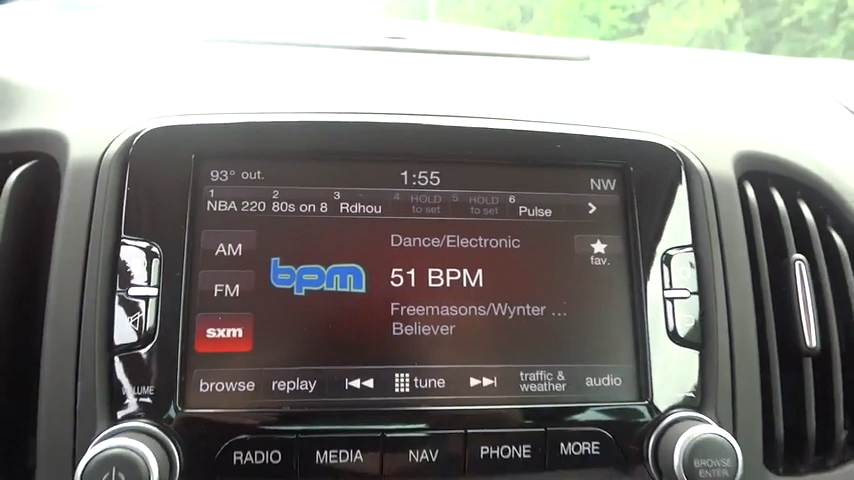 93° out.
1:55
NW
1 NBA 220
2 80s on 8
3 Rdhou
4 HOLD to set
5 HOLD to set
6 Pulse
AM
FM
sxm
bpm
Dance/Electronic
51 BPM
Freemasons/Wynter ...
Believer
fav.
browse
replay
tune
traffic & weather
audio
VOLUME
RADIO
MEDIA
NAV
PHONE
MORE
BROWSE
ENTER